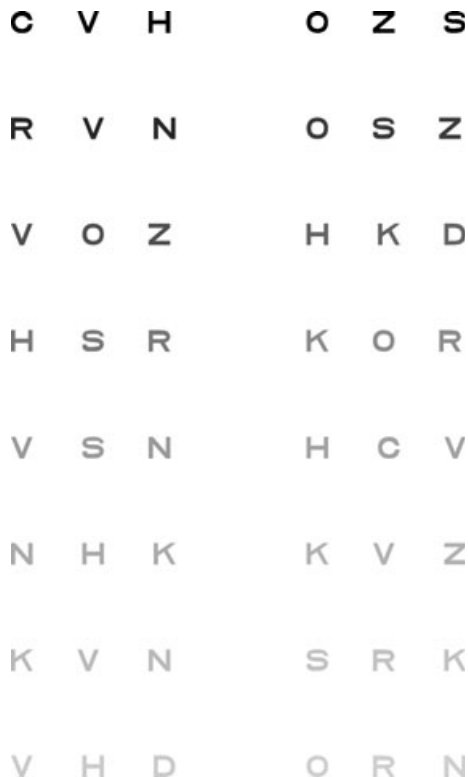 C V H O Z S
R V N O S Z
V O Z H K D
H S R K O R
V S N H C V
N H K K V Z
K V N S R K
V H D O R N